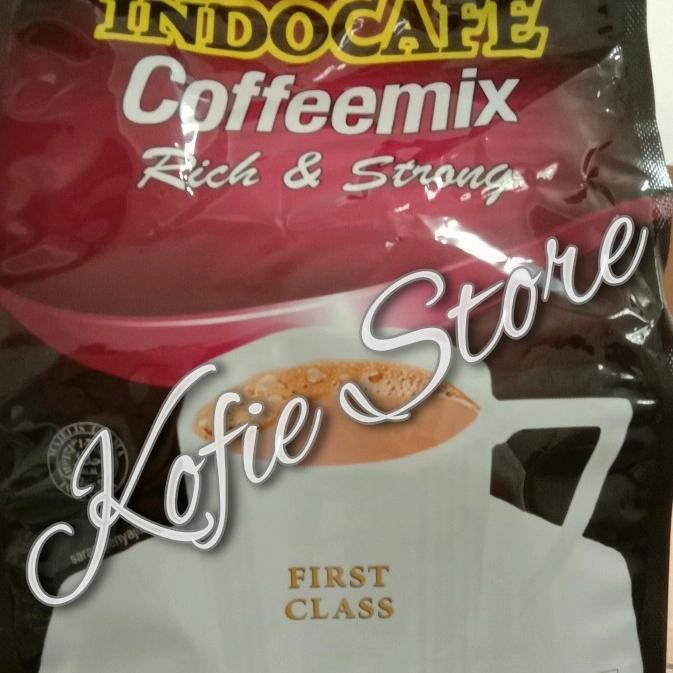 INDOCAFE
Coffeemix
Rich & Strong
Kofie Store
FIRST
CLASS